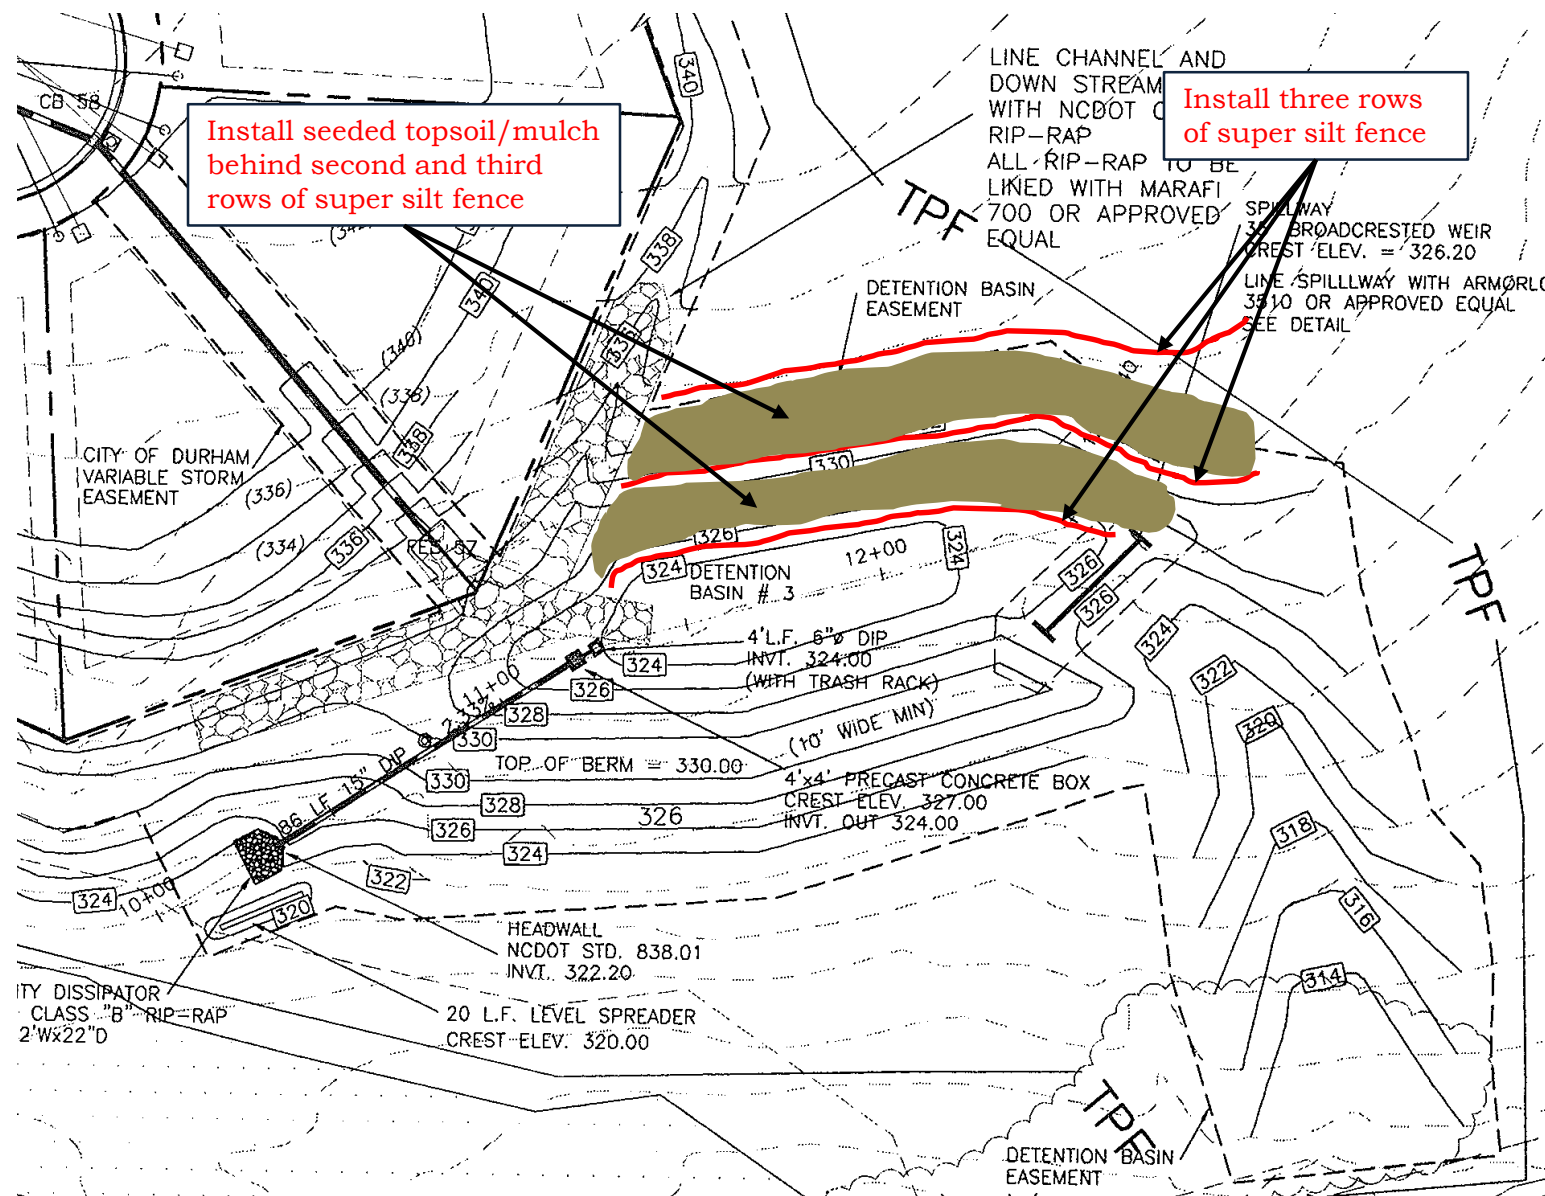 CB 58
Install seeded topsoil/mulch
behind second and third
rows of super silt fence
340
LINE CHANNEL AND
DOWN STREAM
WITH NCDOT
RIP-RAP
ALL RIP-RAP TO BE
LINED WITH MARAFI
700 OR APPROVED
EQUAL
Install three rows
of super silt fence
TPF
SPILLWAY
BROADCRESTED WEIR
CREST ELEV. = 326.20
LINE SPILLLWAY WITH
3510 OR APPROVED EQUAL
SEE DETAIL
DETENTION BASIN
EASEMENT
338
340
(340)
(338)
338
CITY OF DURHAM
VARIABLE STORM
EASEMENT
(336)
(334)
336
330
326
324
DETENTION
BASIN # 3
12+00
324
326
326
TPF
4'L.F. 6"ø DIP
INVT. 324.00
(WITH TRASH RACK)
324
326
328
330
11+00
86 LF 15" DIP
TOP OF BERM = 330.00
(10' WIDE MIN)
330
328
326
326
324
322
4'x4' PRECAST CONCRETE BOX
CREST ELEV. 327.00
INVT. OUT 324.00
324
322
320
318
316
314
324
10+00
320
HEADWALL
NCDOT STD. 838.01
INVT. 322.20
DISSIPATOR
CLASS "B" RIP-RAP
2'Wx22"D
20 L.F. LEVEL SPREADER
CREST ELEV. 320.00
TPF
DETENTION BASIN
EASEMENT